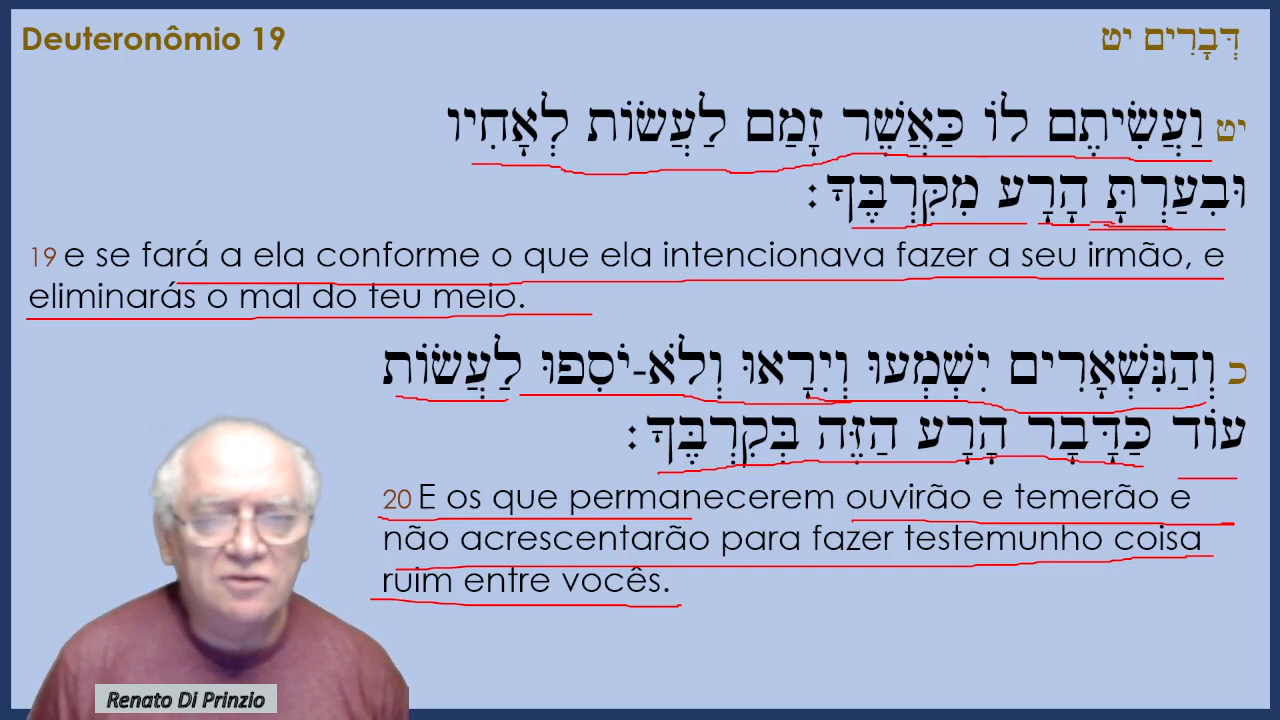 Deuteronômio 19
דְּבָרִים יט
יט וַעֲשִׂיתֶם לוֹ כַּאֲשֶׁר זָמַם לַעֲשׂוֹת לְאָחִיו
וּבִעַרְתָּ הָרָע מִקִּרְבֶּךָ׃
19 e se fará a ela conforme o que ela intencionava fazer a seu irmão, e
eliminarás o mal do teu meio.
כ וְהַנִּשְׁאָרִים יִשְׁמְעוּ וְיִרָאוּ וְלֹא-יֹסִפוּ לַעֲשׂוֹת
עוֹד כַּדָּבָר הָרָע הַזֶּה בְּקִרְבֶּךָ׃
20 E os que permanecerem ouvirão e temerão e
não acrescentarão para fazer testemunho coisa
ruim entre vocês.
Renato Di Prinzio